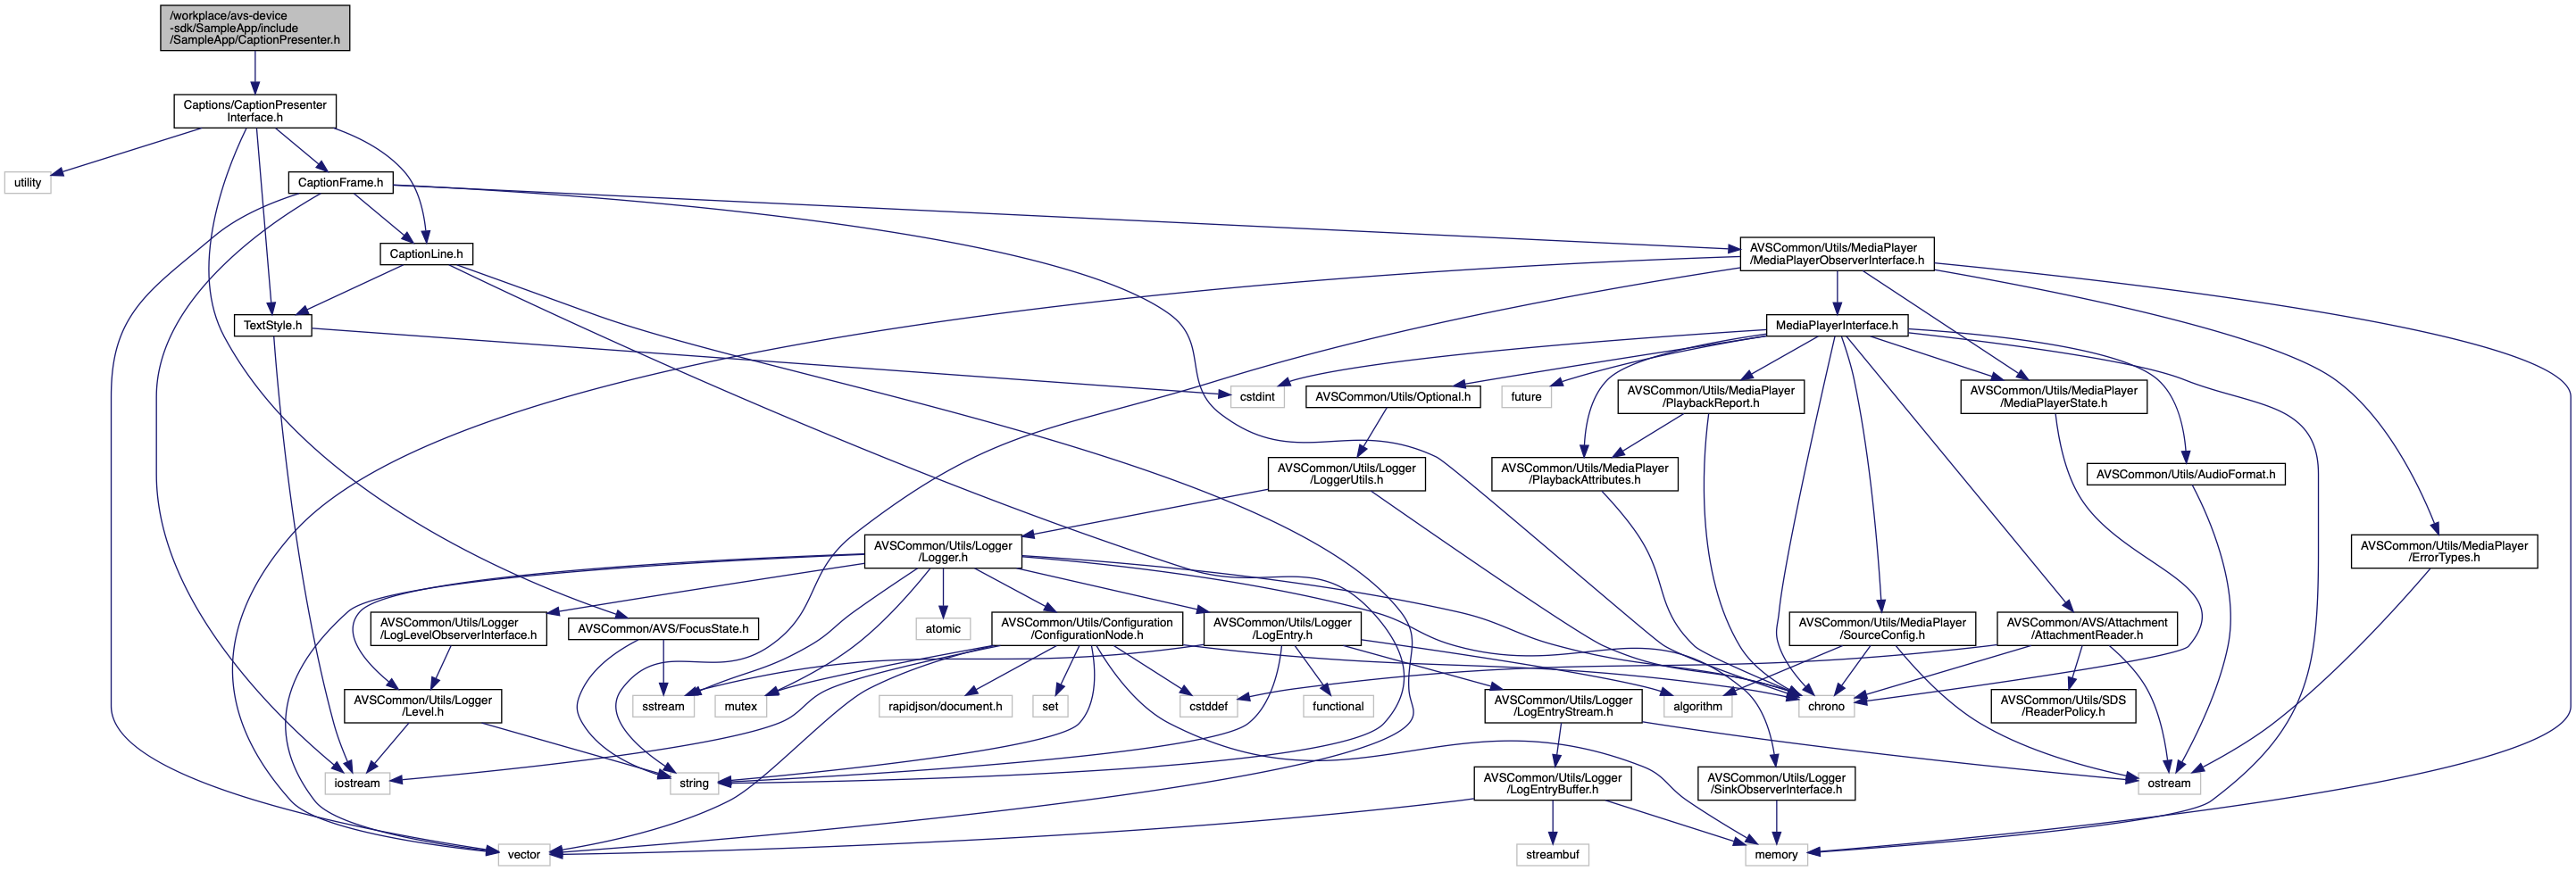 /workplace/avs-device
-sdk/SampleApp/include
/SampleApp/CaptionPresenter.h
Captions/CaptionPresenter
Interface.h
utility
CaptionFrame.h
CaptionLine.h
AVSCommon/Utils/MediaPlayer
/MediaPlayerObserverInterface.h
TextStyle.h
MediaPlayerInterface.h
cstdint
AVSCommon/Utils/Optional.h
future
AVSCommon/Utils/MediaPlayer
/PlaybackReport.h
AVSCommon/Utils/MediaPlayer
/MediaPlayerState.h
AVSCommon/Utils/Logger
/LoggerUtils.h
AVSCommon/Utils/MediaPlayer
/PlaybackAttributes.h
AVSCommon/Utils/AudioFormat.h
AVSCommon/Utils/Logger
/Logger.h
AVSCommon/Utils/MediaPlayer
/ErrorTypes.h
AVSCommon/Utils/Logger
/LogLevelObserverInterface.h
AVSCommon/AVS/FocusState.h
atomic
AVSCommon/Utils/Configuration
/ConfigurationNode.h
AVSCommon/Utils/Logger
/LogEntry.h
AVSCommon/Utils/MediaPlayer
/SourceConfig.h
AVSCommon/AVS/Attachment
/AttachmentReader.h
AVSCommon/Utils/Logger
/Level.h
sstream
mutex
rapidjson/document.h
set
cstddef
functional
AVSCommon/Utils/Logger
/LogEntryStream.h
algorithm
chrono
AVSCommon/Utils/SDS
/ReaderPolicy.h
iostream
string
AVSCommon/Utils/Logger
/LogEntryBuffer.h
AVSCommon/Utils/Logger
/SinkObserverInterface.h
ostream
vector
streambuf
memory